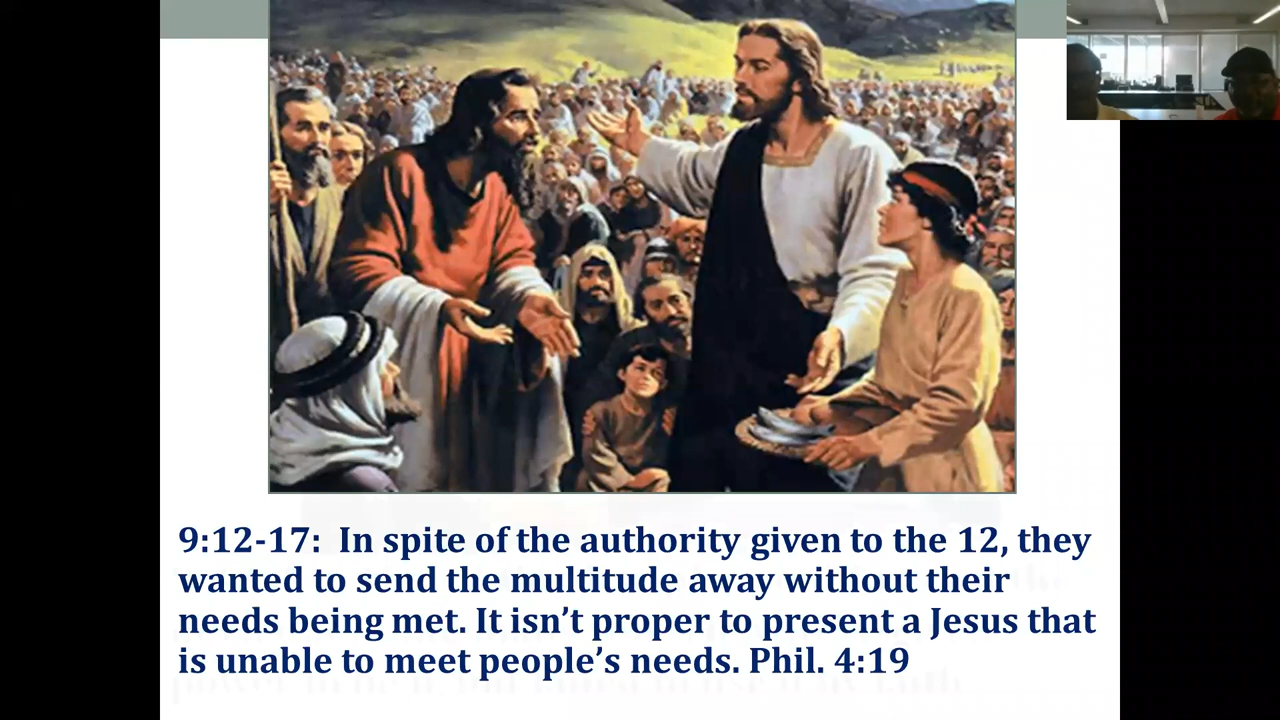 9:12-17:  In spite of the authority given to the 12, they
wanted to send the multitude away without their
needs being met. It isn’t proper to present a Jesus that
is unable to meet people’s needs. Phil. 4:19